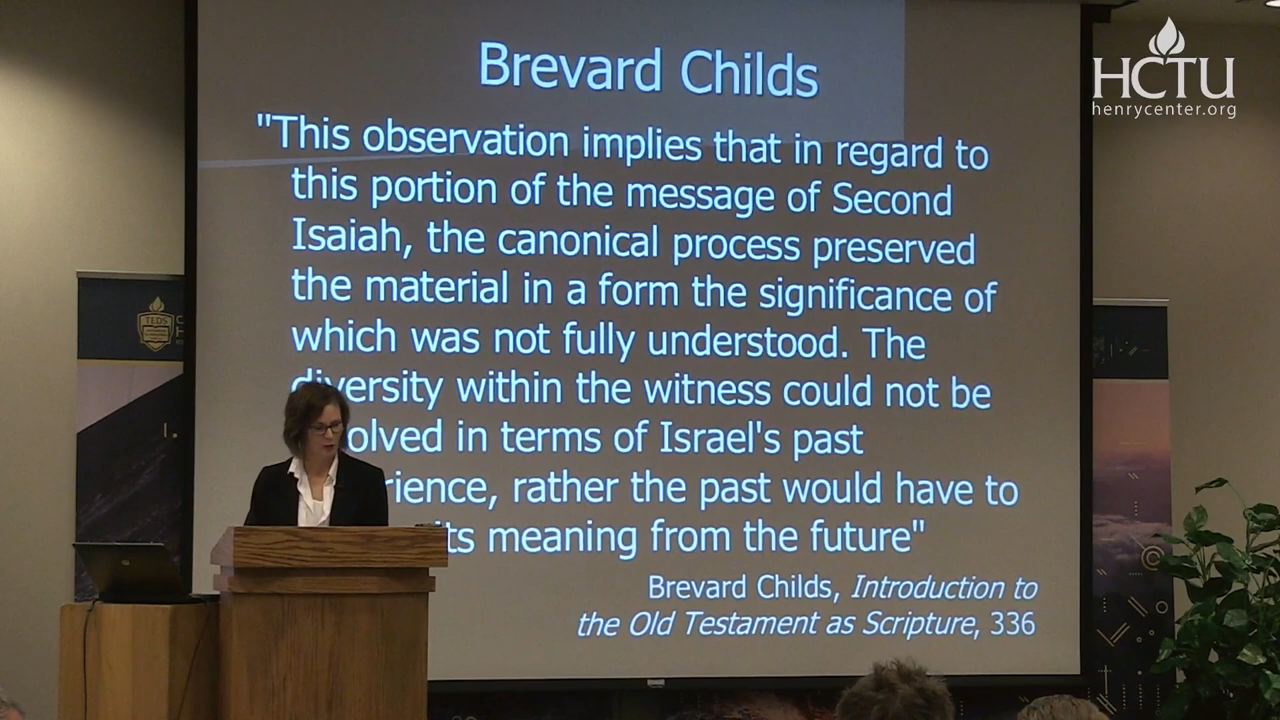 Brevard Childs
HCTU
henrycenter.org
"This observation implies that in regard to
this portion of the message of Second
Isaiah, the canonical process preserved
the material in a form the significance of
which was not fully understood. The
diversity within the witness could not be
olved in terms of Israel's past
rience, rather the past would have to
its meaning from the future"
Brevard Childs, Introduction to
the Old Testament as Scripture, 336
TEDS